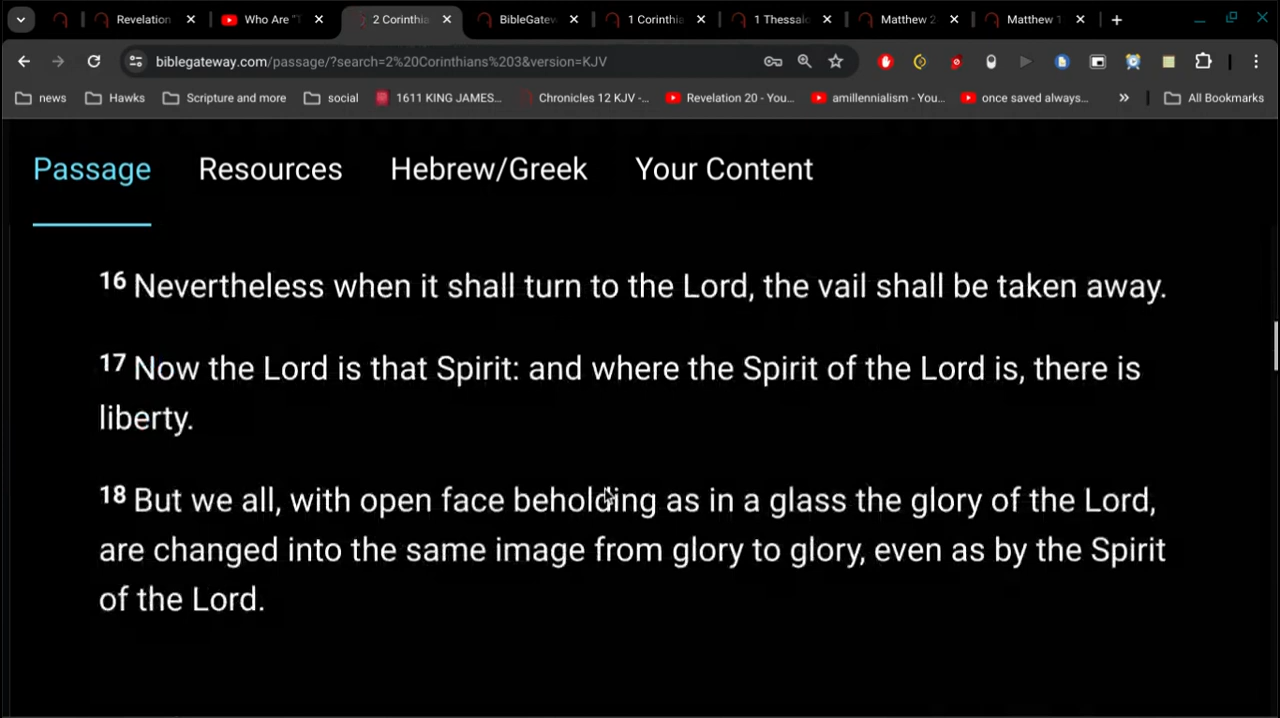 Revelation
Who Are "T
2 Corinthia
BibleGatew
1 Corinthia
1 Thessalo
Matthew 2
Matthew 1
biblegateway.com/passage/?search=2%20Corinthians%203&version=KJV
news
Hawks
Scripture and more
social
1611 KING JAMES...
Chronicles 12 KJV -...
Revelation 20 - You...
amillennialism - You...
once saved always...
All Bookmarks
Passage
Resources
Hebrew/Greek
Your Content
16 Nevertheless when it shall turn to the Lord, the vail shall be taken away.
17 Now the Lord is that Spirit: and where the Spirit of the Lord is, there is
liberty.
18 But we all, with open face beholding as in a glass the glory of the Lord,
are changed into the same image from glory to glory, even as by the Spirit
of the Lord.